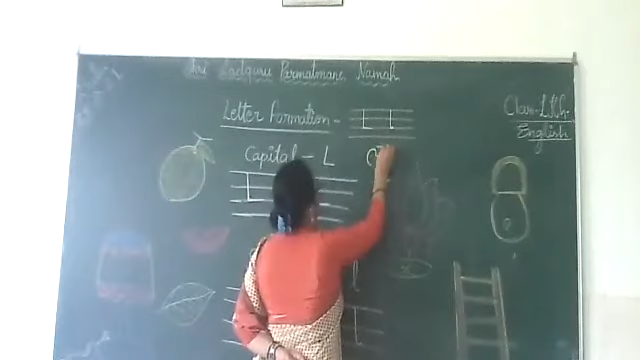 Shri Sadguru Parmatmane Namah
Letter Formation - L L
Capital - L
L
Class-LKG.
English